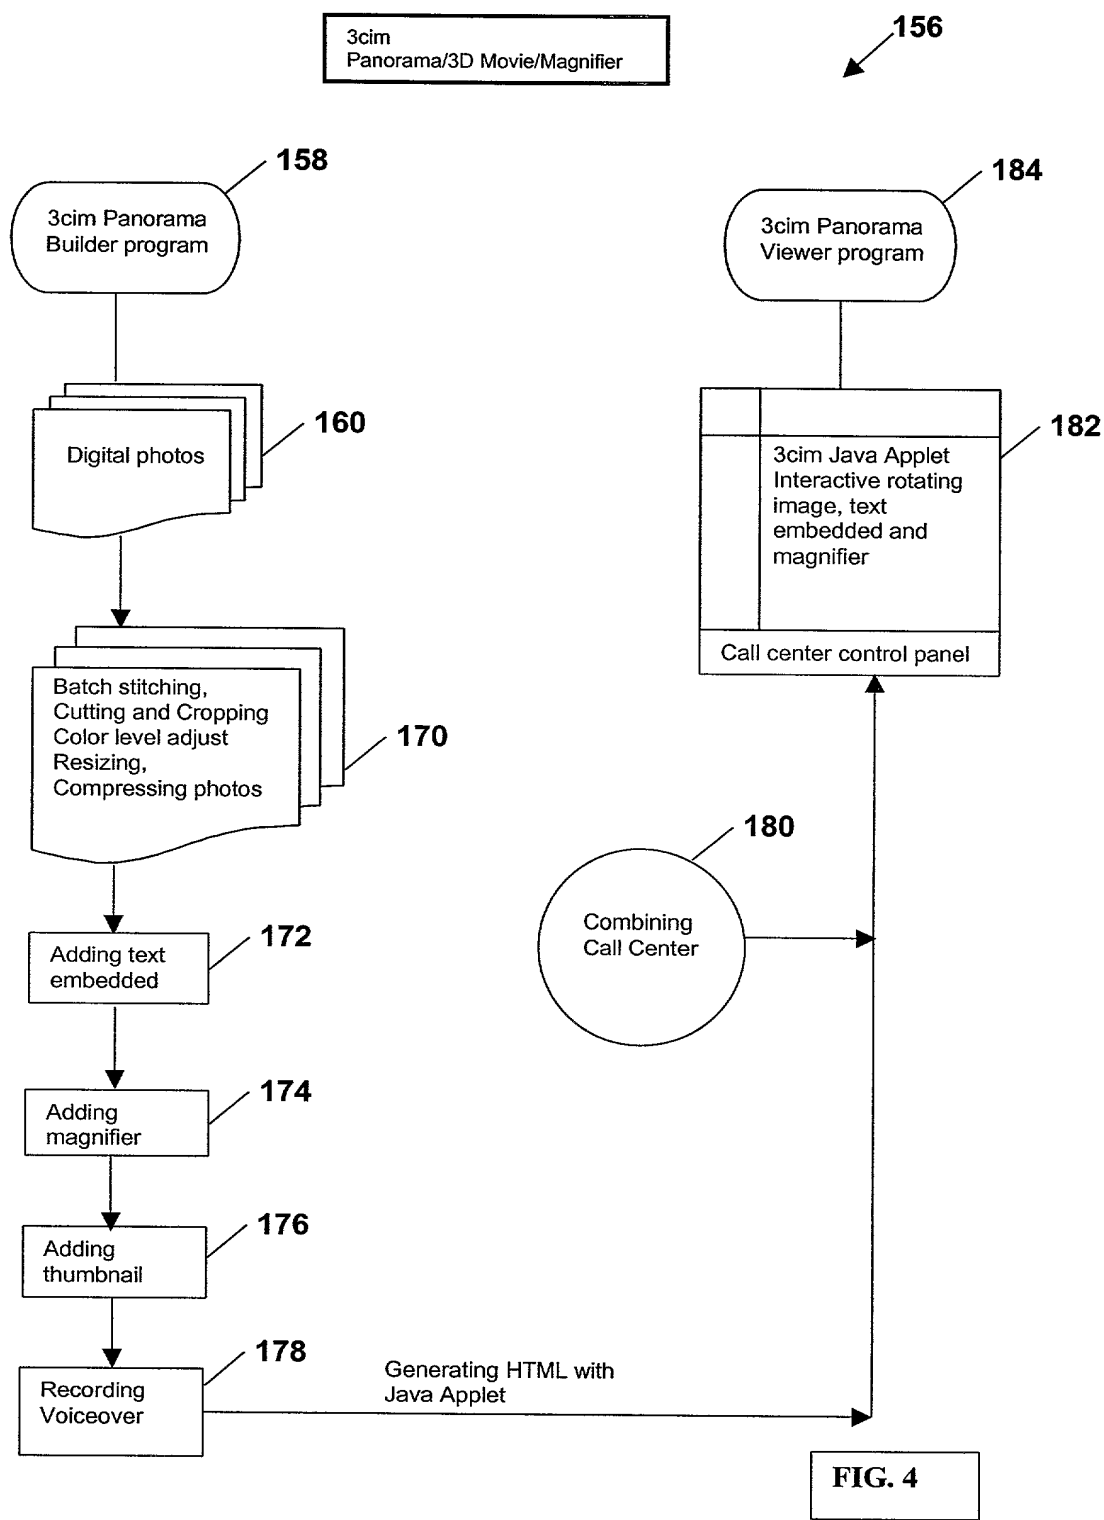 3cim
Panorama/3D Movie/Magnifier
156
158
3cim Panorama
Builder program
184
3cim Panorama
Viewer program
160
Digital photos
182
3cim Java Applet
Interactive rotating
image, text
embedded and
magnifier
Call center control panel
Batch stitching,
Cutting and Cropping
Color level adjust
Resizing,
Compressing photos
170
180
Combining
Call Center
172
Adding text
embedded
174
Adding
magnifier
176
Adding
thumbnail
178
Recording
Voiceover
Generating HTML with
Java Applet
FIG. 4